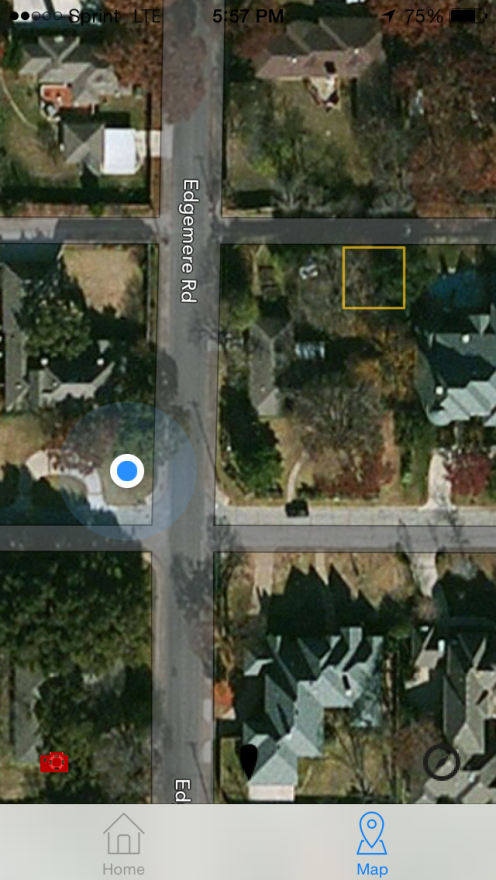 Sprint LTE 5:57 PM 75%
Edgemere Rd
Ed
Home Map